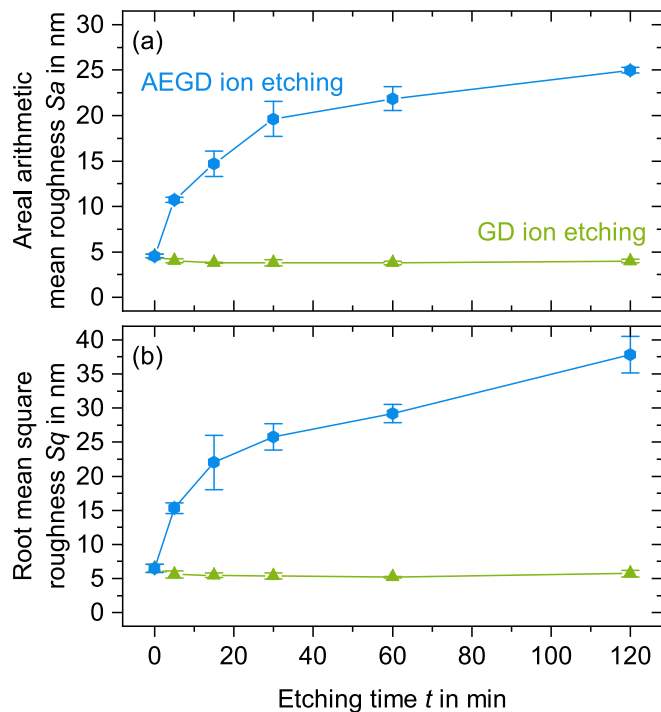 30
25
20
15
10
5
0
Areal arithmetic
mean roughness Sa in nm
(a)
AEGD ion etching
GD ion etching
40
35
30
25
20
15
10
5
0
Root mean square
roughness Sq in nm
(b)
0 20 40 60 80 100 120
Etching time t in min